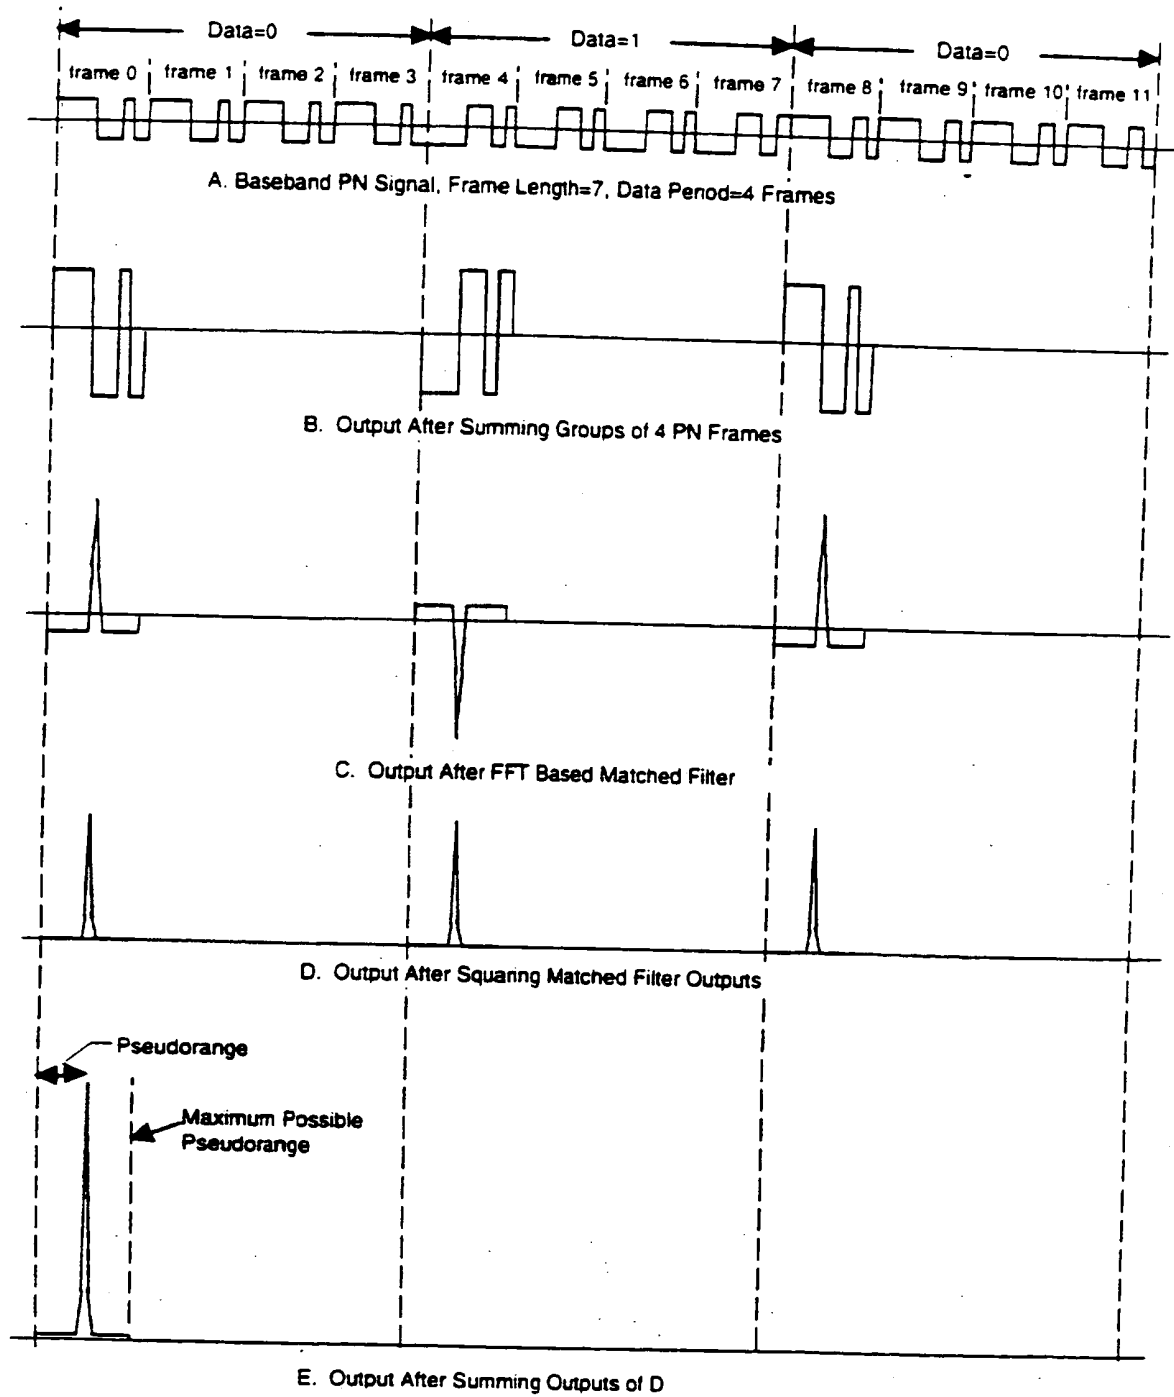 Data=0
Data=1
Data=0
frame 0 frame 1 frame 2 frame 3 frame 4 frame 5 frame 6 frame 7 frame 8 frame 9 frame 10 frame 11
A. Baseband PN Signal, Frame Length=7, Data Period=4 Frames
B. Output After Summing Groups of 4 PN Frames
C. Output After FFT Based Matched Filter
D. Output After Squaring Matched Filter Outputs
Pseudorange
Maximum Possible
Pseudorange
E. Output After Summing Outputs of D